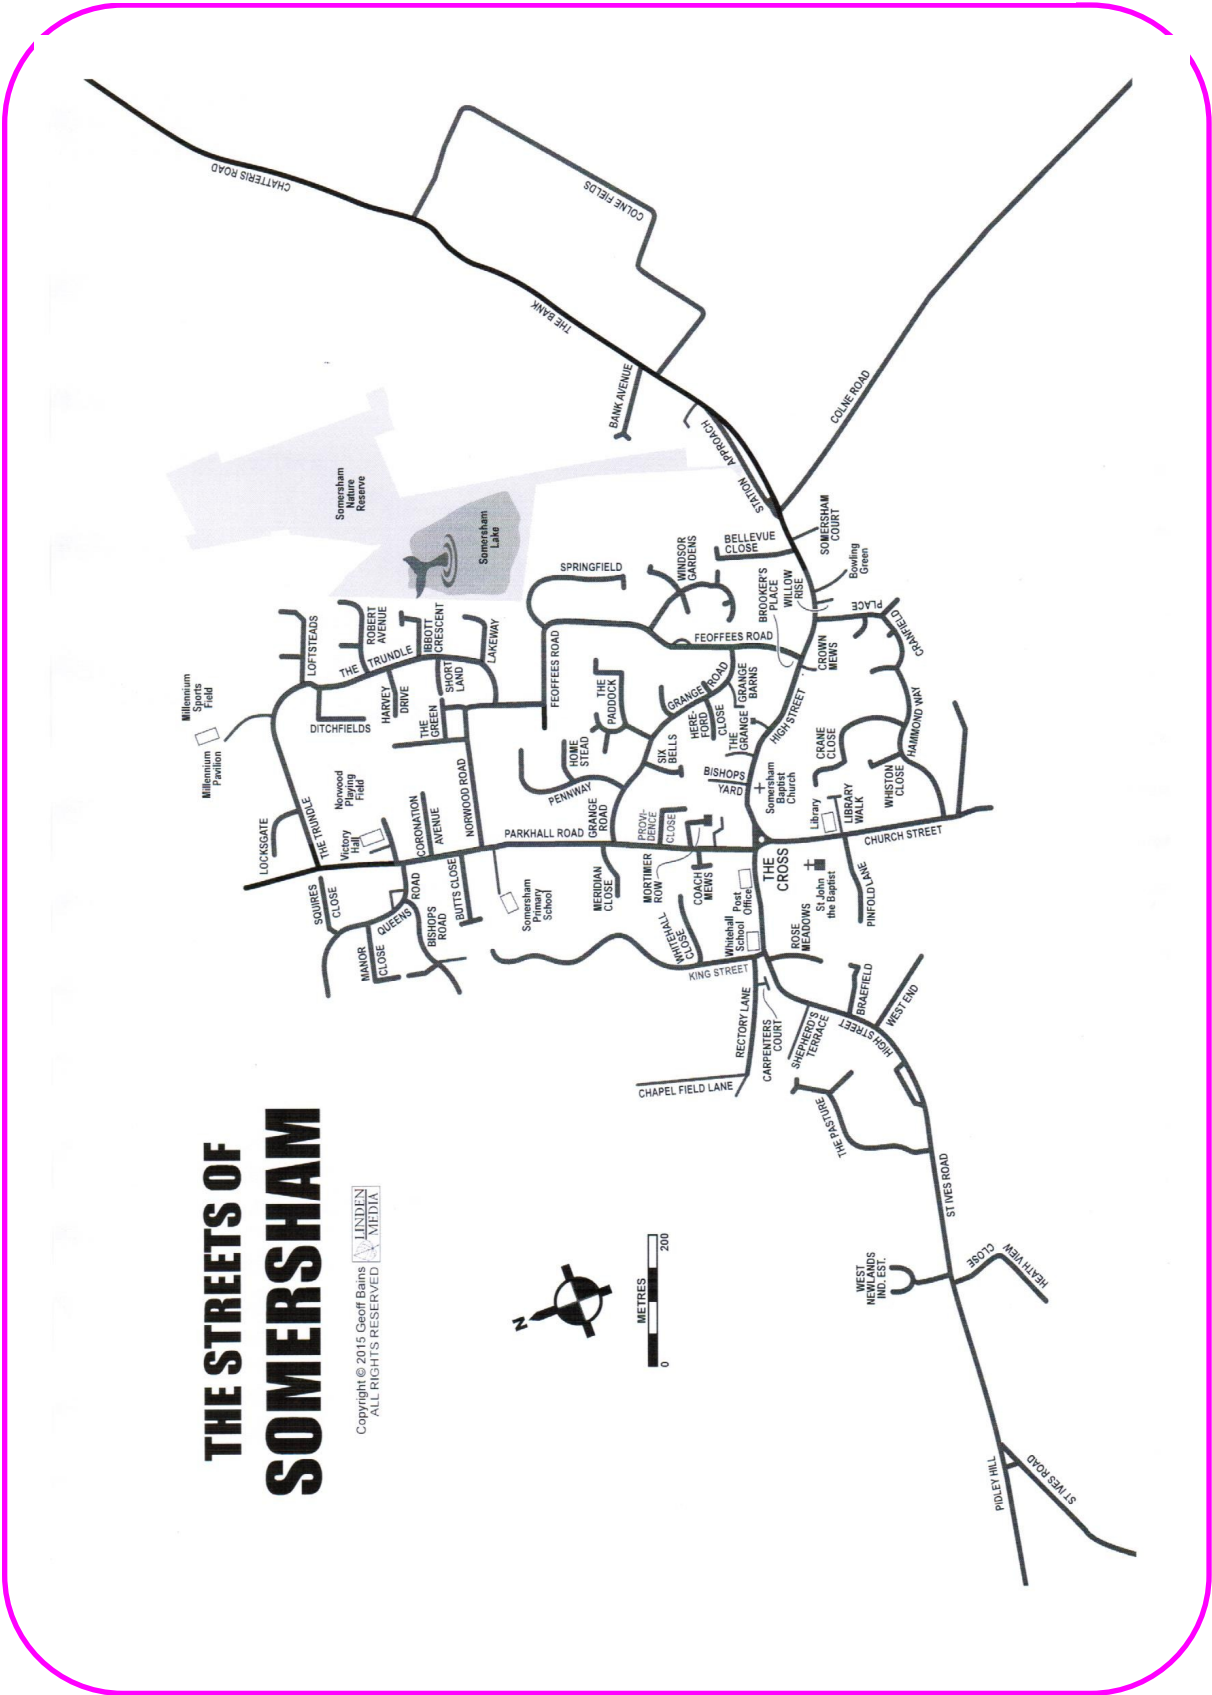 THE STREETS OF
SOMERSHAM
Copyright © 2015 Geoff Bains
ALL RIGHTS RESERVED
LINDEN
MEDIA
N
METRES
0
200
CHATTERIS ROAD
COLNE FIELDS
THE BANK
BANK AVENUE
COLNE ROAD
STATION
APPROACH
SOMERSHAM
COURT
Bowling
Green
BELLEVUE
CLOSE
WINDSOR
GARDENS
BROOKER'S
PLACE
WILLOW
RISE
CRANFIELD
PLACE
CROWN
MEWS
Somersham
Nature
Reserve
Somersham
Lake
SPRINGFIELD
FEOFFEES ROAD
FEOFFEES ROAD
LOFTSTEADS
ROBERT
AVENUE
IBBOTT
CRESCENT
LAKEWAY
THE TRUNDLE
SHORT
LAND
HARVEY
DRIVE
DITCHFIELDS
THE
GREEN
Millennium
Sports
Field
Millennium
Pavilion
Norwood
Playing
Field
LOCKSGATE
THE TRUNDLE
Victory
Hall
CORONATION
AVENUE
NORWOOD ROAD
THE
PADDOCK
HOME
STEAD
PENNWAY
GRANGE
ROAD
GRANGE ROAD
GRANGE
BARNS
HERE-
FORD
CLOSE
THE
GRANGE
HIGH STREET
SIX
BELLS
BISHOPS
YARD
Somersham
Baptist
Church
CRANE
CLOSE
HAMMOND WAY
WHISTON
CLOSE
Library
LIBRARY
WALK
CHURCH STREET
PARKHALL ROAD
PROVI-
DENCE
CLOSE
MERIDIAN
CLOSE
MORTIMER
ROW
COACH
MEWS
THE
CROSS
Post
Office
St John
the Baptist
PINFOLD LANE
SQUIRES
CLOSE
QUEENS
ROAD
BISHOPS
ROAD
BUTTS CLOSE
MANOR
CLOSE
Somersham
Primary
School
WHITEHALL
CLOSE
Whitehall
School
ROSE
MEADOWS
KING STREET
RECTORY LANE
CARPENTERS
COURT
CHAPEL FIELD LANE
SHEPHERD'S
TERRACE
BRAEFIELD
WEST END
HIGH STREET
THE PASTURE
ST IVES ROAD
WEST
NEWLANDS
IND. EST.
HEATH VIEW
CLOSE
PIDLEY HILL
ST IVES ROAD